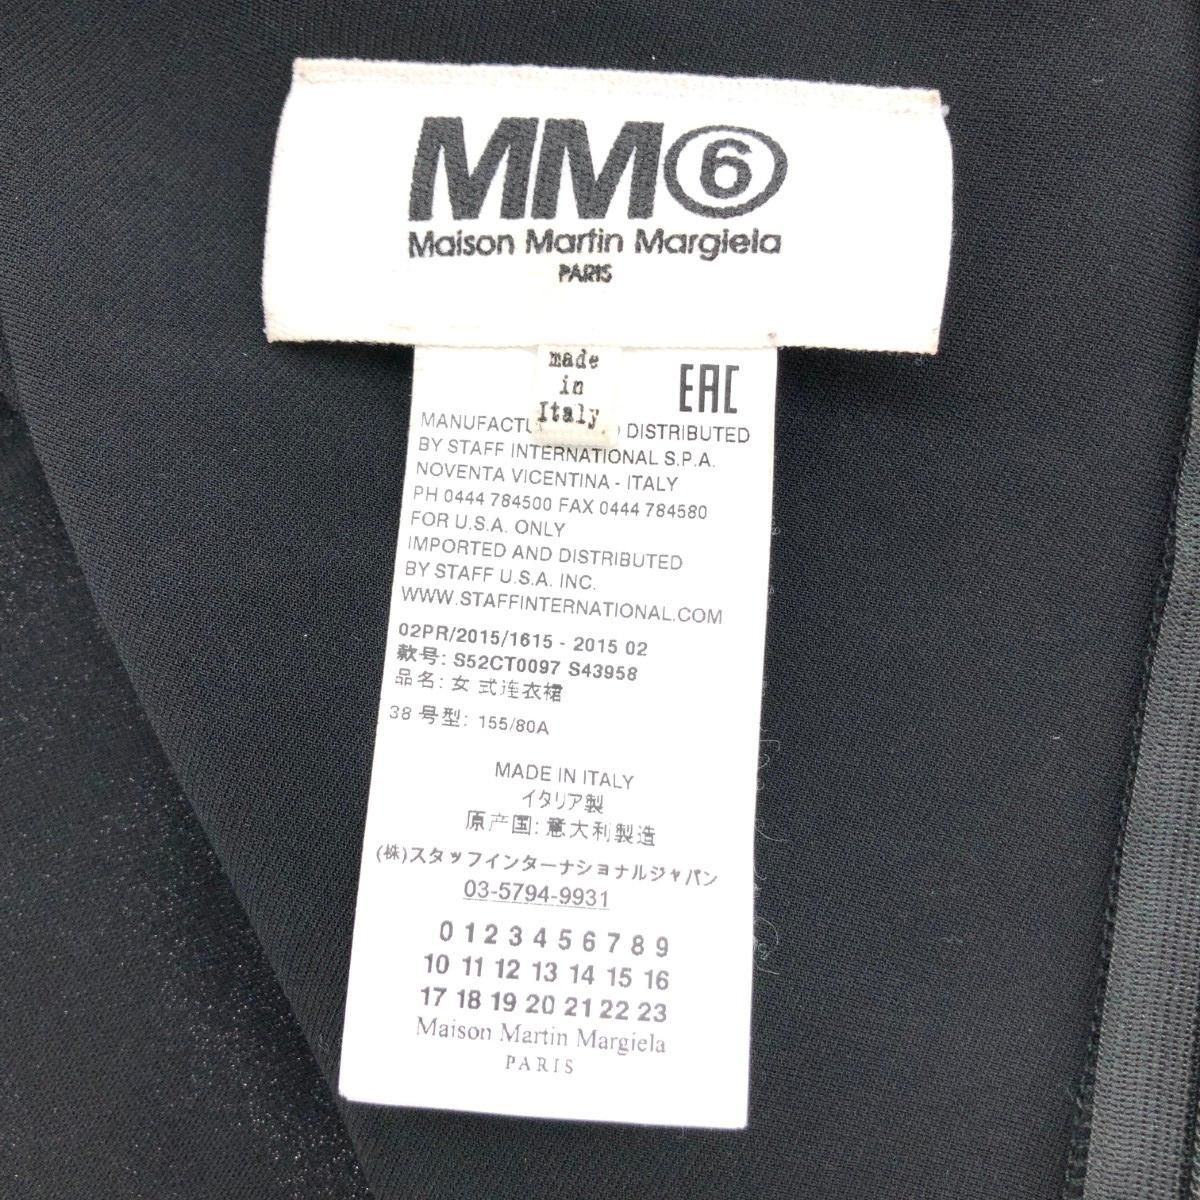 MM6
Maison Martin Margiela
PARIS
made
in
Italy
EAC
MANUFACTU DISTRIBUTED
BY STAFF INTERNATIONAL S.P.A.
NOVENTA VICENTINA - ITALY
PH 0444 784500 FAX 0444 784580
FOR U.S.A. ONLY
IMPORTED AND DISTRIBUTED
BY STAFF U.S.A. INC.
WWW.STAFFINTERNATIONAL.COM
02PR/2015/1615 - 2015 02
款号: S52CT0097 S43958
品名: 女 式连衣裙
38 号型: 155/80A
MADE IN ITALY
イタリア製
原产国: 意大利製造
(株)スタッフインターナショナルジャパン
03-5794-9931
0 1 2 3 4 5 6 7 8 9
10 11 12 13 14 15 16
17 18 19 20 21 22 23
Maison Martin Margiela
PARIS